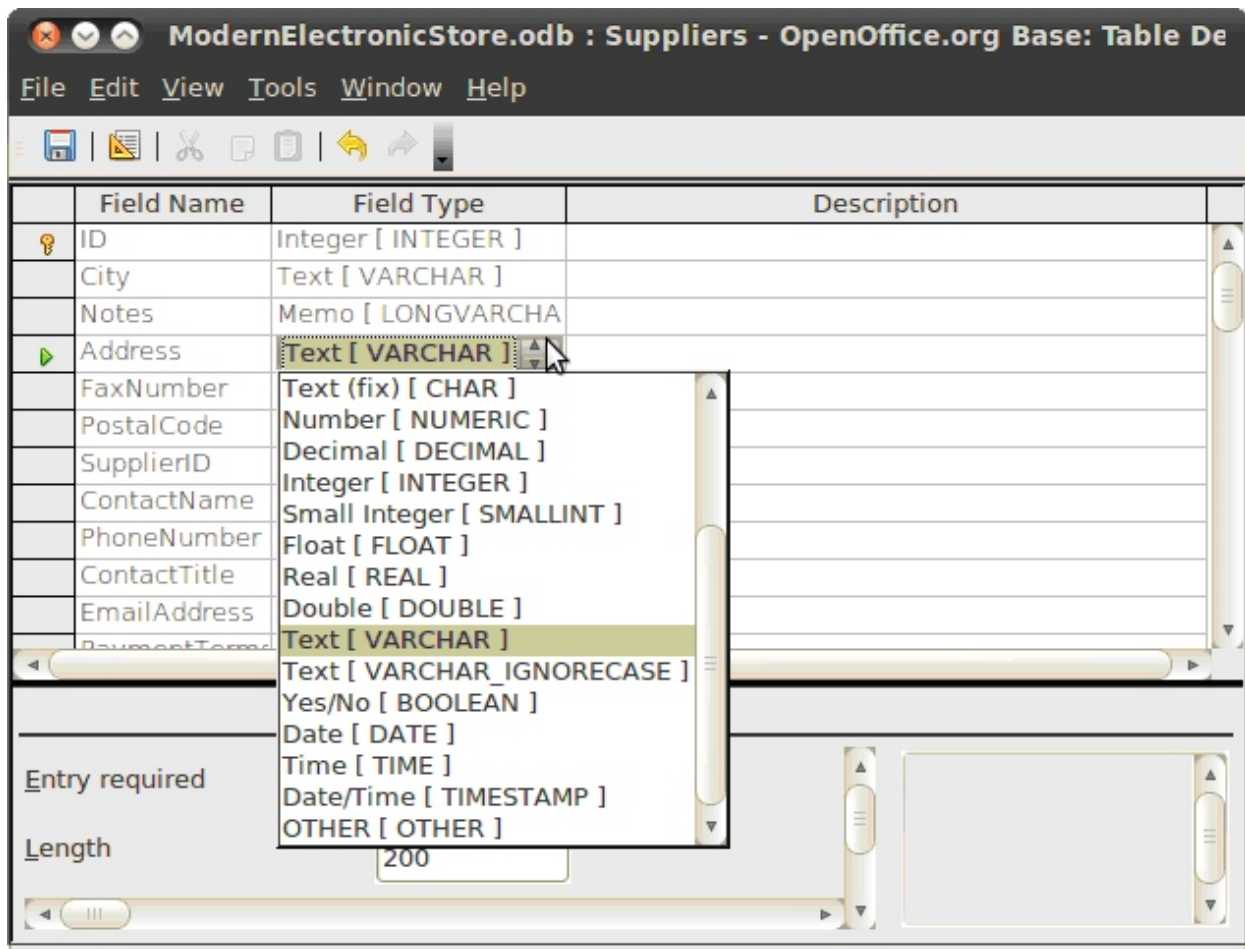 ModernElectronicStore.odb : Suppliers - OpenOffice.org Base: Table De
File Edit View Tools Window Help
Field Name Field Type Description
ID Integer [ INTEGER ]
City Text [ VARCHAR ]
Notes Memo [ LONGVARCHA
Address Text [ VARCHAR ]
FaxNumber Text (fix) [ CHAR ]
PostalCode Number [ NUMERIC ]
Decimal [ DECIMAL ]
SupplierID Integer [ INTEGER ]
ContactName Small Integer [ SMALLINT ]
PhoneNumber Float [ FLOAT ]
ContactTitle Real [ REAL ]
EmailAddress Double [ DOUBLE ]
PaymentTerms Text [ VARCHAR ]
Text [ VARCHAR_IGNORECASE ]
Yes/No [ BOOLEAN ]
Date [ DATE ]
Entry required Time [ TIME ]
Date/Time [ TIMESTAMP ]
OTHER [ OTHER ]
Length 200